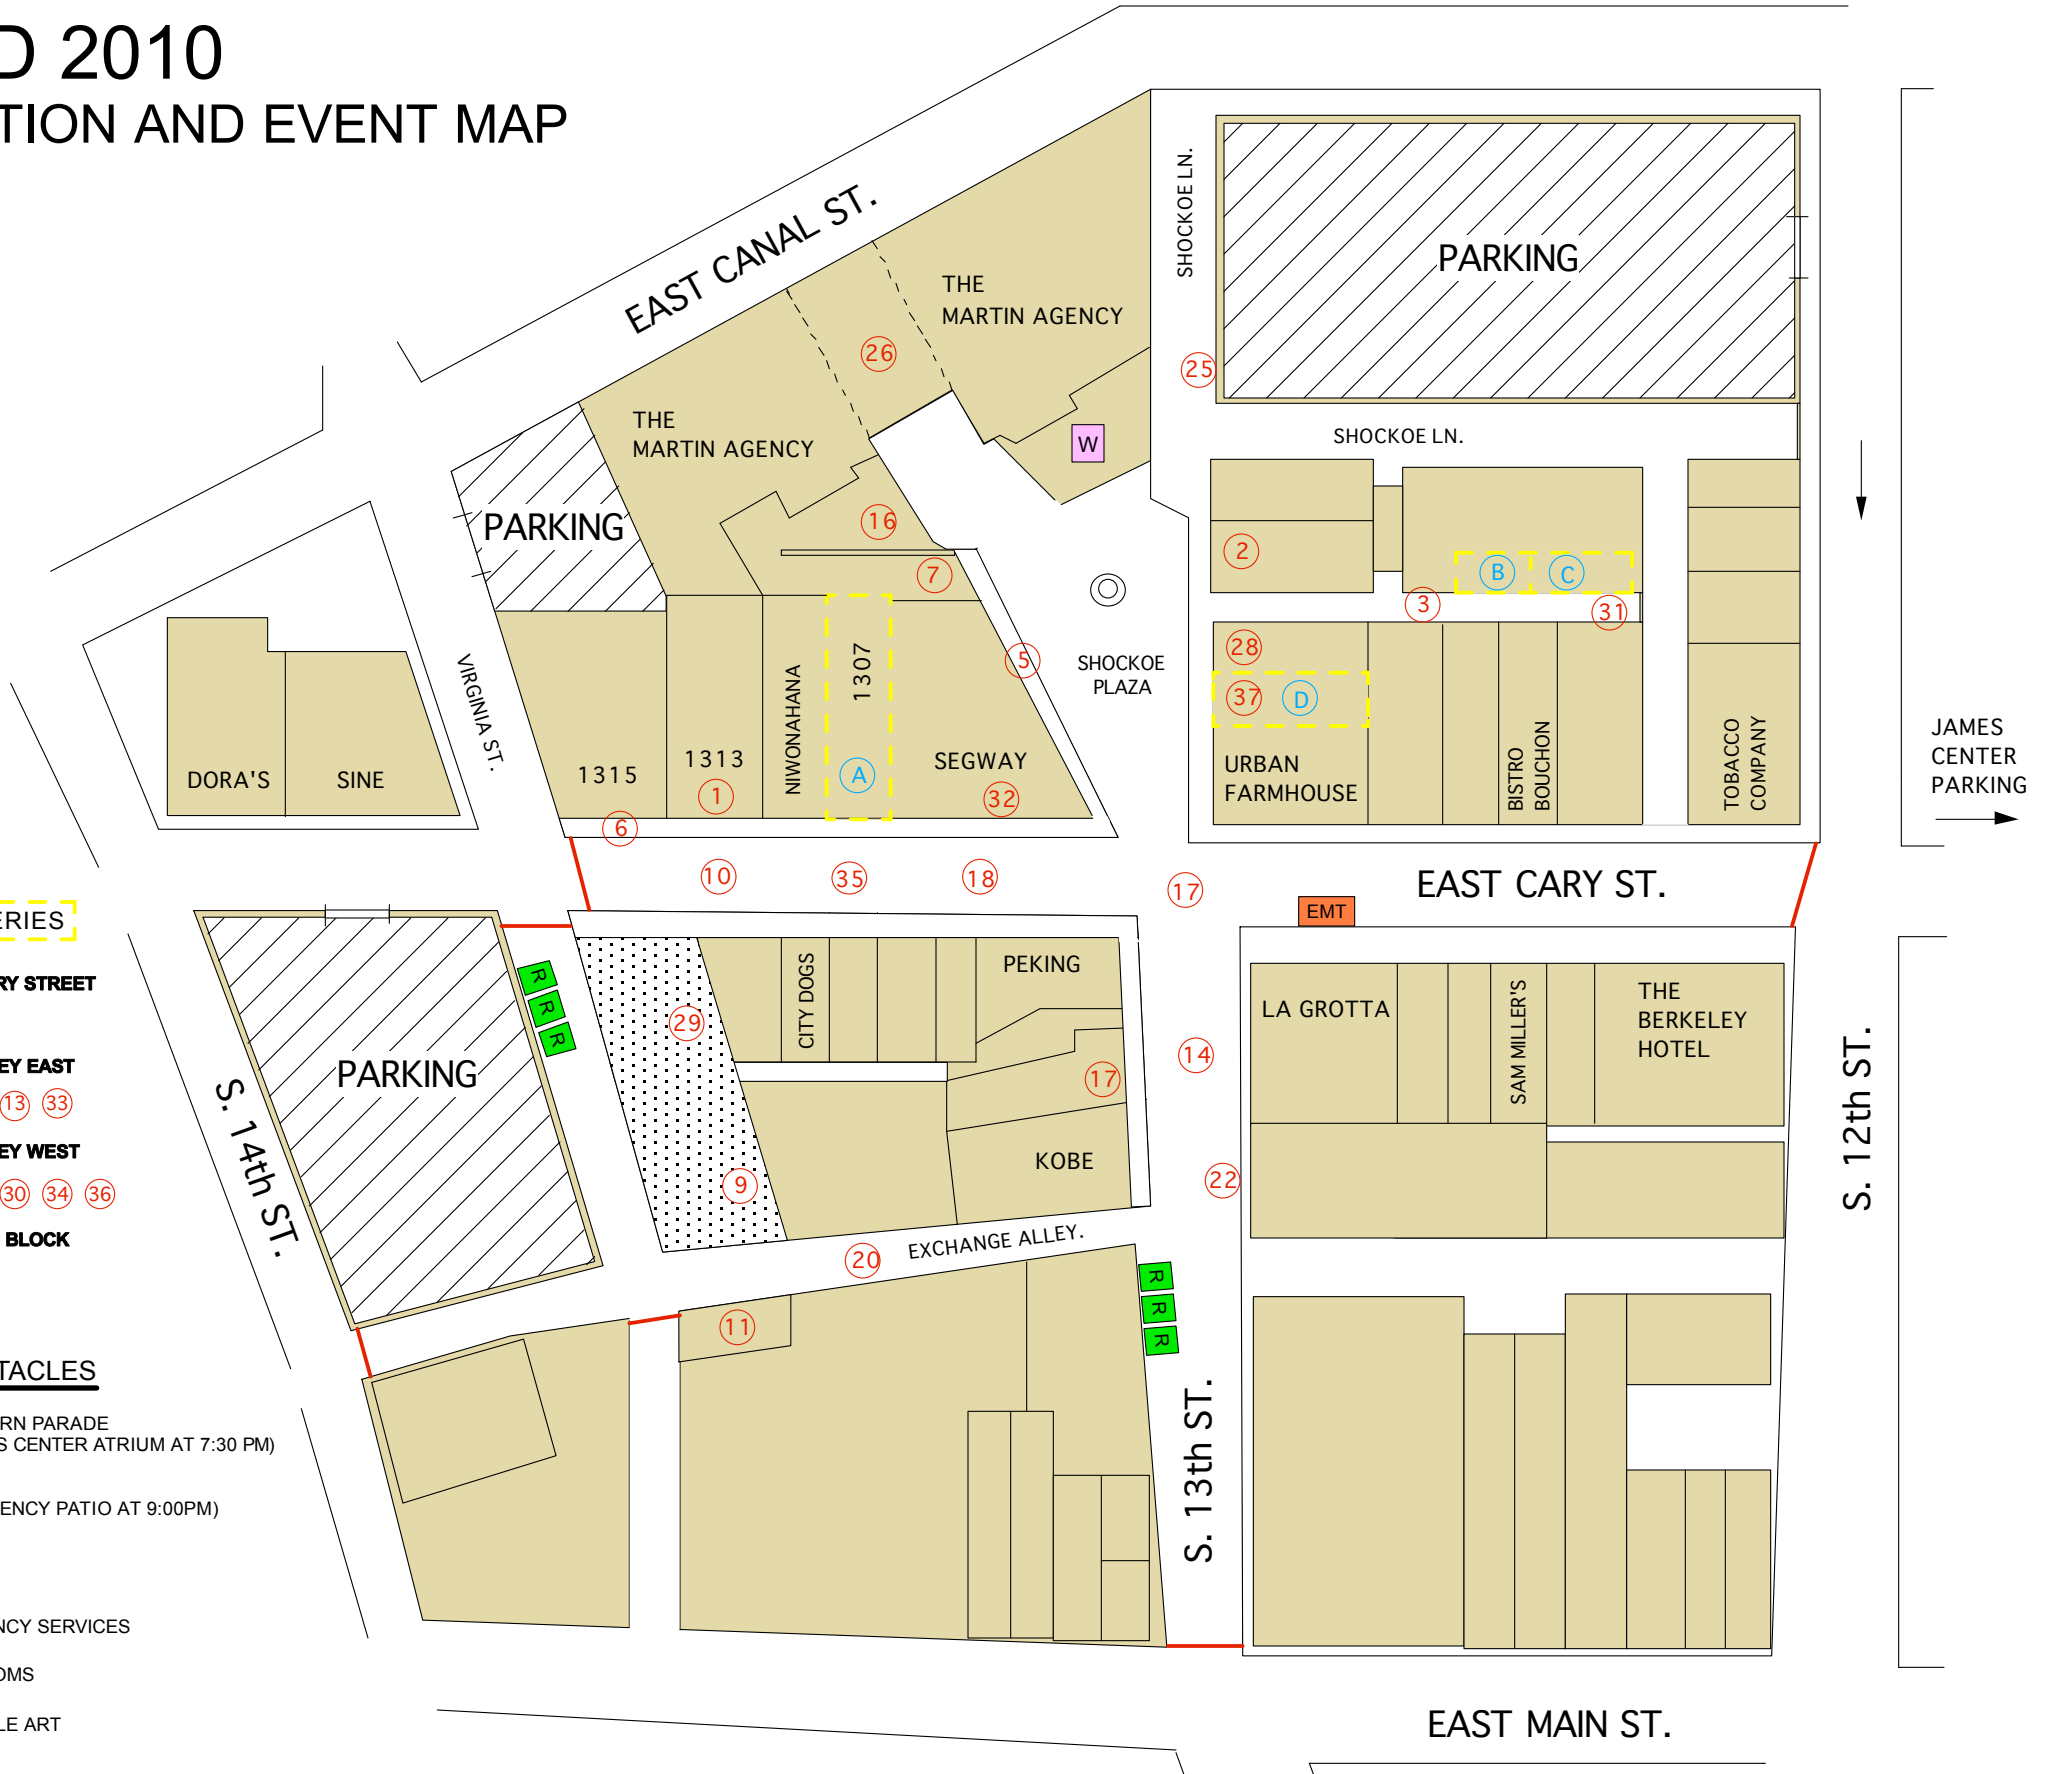 D 2010
TION AND EVENT MAP
EAST CANAL ST.
SHOCKOE LN.
PARKING
THE
MARTIN AGENCY
26
25
THE
MARTIN AGENCY
W
SHOCKOE LN.
PARKING
16
7
2
B
C
3
31
VIRGINIA ST.
NIWONAHANA
1307
5
SHOCKOE
PLAZA
28
37
D
DORA'S
SINE
1315
1313
1
A
SEGWAY
32
URBAN
FARMHOUSE
BISTRO
BOUCHON
TOBACCO
COMPANY
JAMES
CENTER
PARKING
6
10
35
18
17
EAST CARY ST.
EMT
ERIES
RY STREET
EY EAST
13 33
EY WEST
30 34 36
BLOCK
R
R
R
PARKING
S. 14th ST.
29
CITY DOGS
PEKING
17
14
LA GROTTA
SAM MILLER'S
THE
BERKELEY
HOTEL
S. 12th ST.
9
KOBE
22
20
EXCHANGE ALLEY.
11
R
R
R
S. 13th ST.
TACLES
RN PARADE
S CENTER ATRIUM AT 7:30 PM)
ENCY PATIO AT 9:00PM)
NCY SERVICES
OMS
LE ART
EAST MAIN ST.